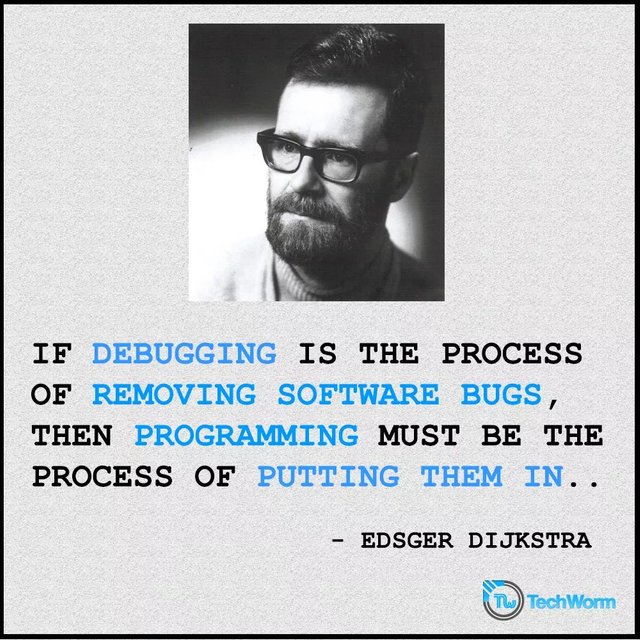 IF DEBUGGING IS THE PROCESS
OF REMOVING SOFTWARE BUGS,
THEN PROGRAMMING MUST BE THE
PROCESS OF PUTTING THEM IN..
- EDSGER DIJKSTRA
TW TechWorm